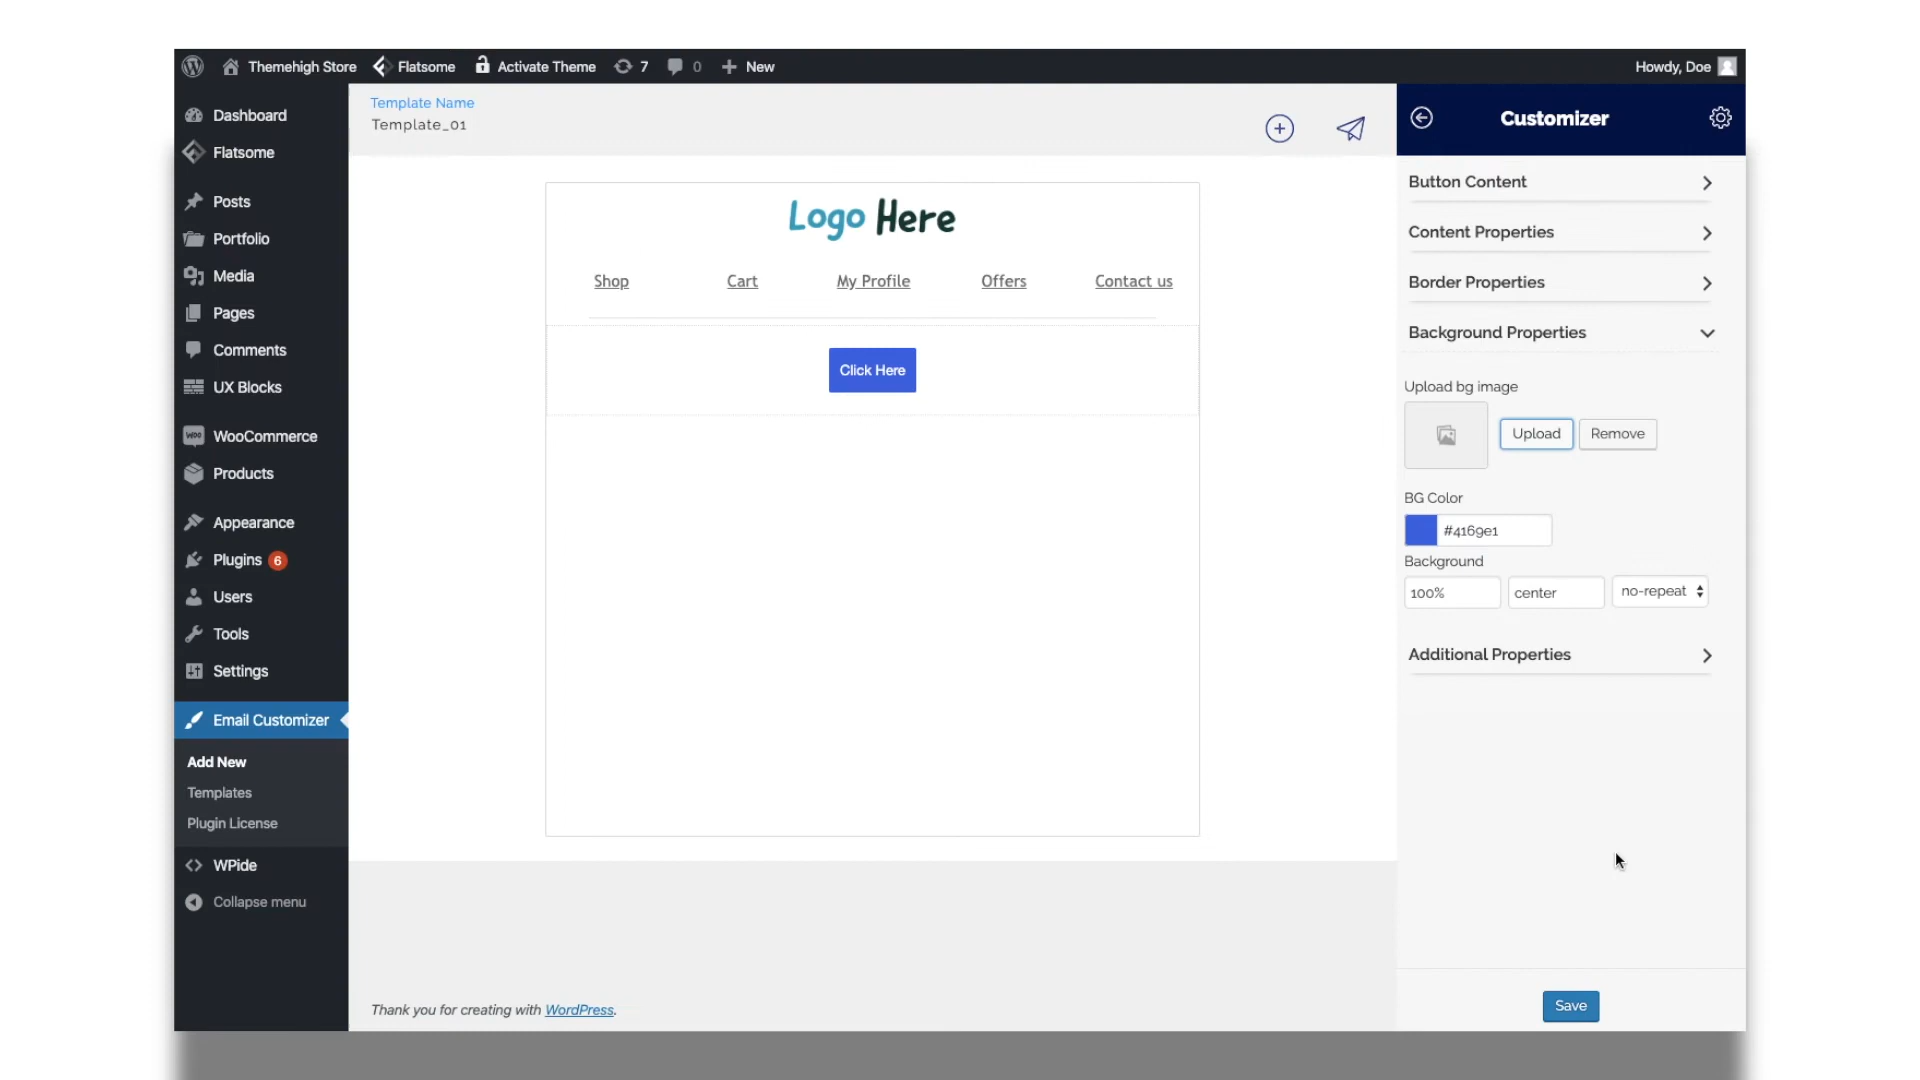 Themehigh Store
Flatsome
Activate Theme
7
0
New
Howdy, Doe
Dashboard
Flatsome
Posts
Portfolio
Media
Pages
Comments
UX Blocks
WooCommerce
Products
Appearance
Plugins 6
Users
Tools
Settings
Email Customizer
Add New
Templates
Plugin License
WPide
Collapse menu
Template Name
Template_01
Logo Here
Shop
Cart
My Profile
Offers
Contact us
Click Here
Thank you for creating with WordPress.
Customizer
Button Content
Content Properties
Border Properties
Background Properties
Upload bg image
Upload
Remove
BG Color
#4169e1
Background
100%
center
no-repeat
Additional Properties
Save